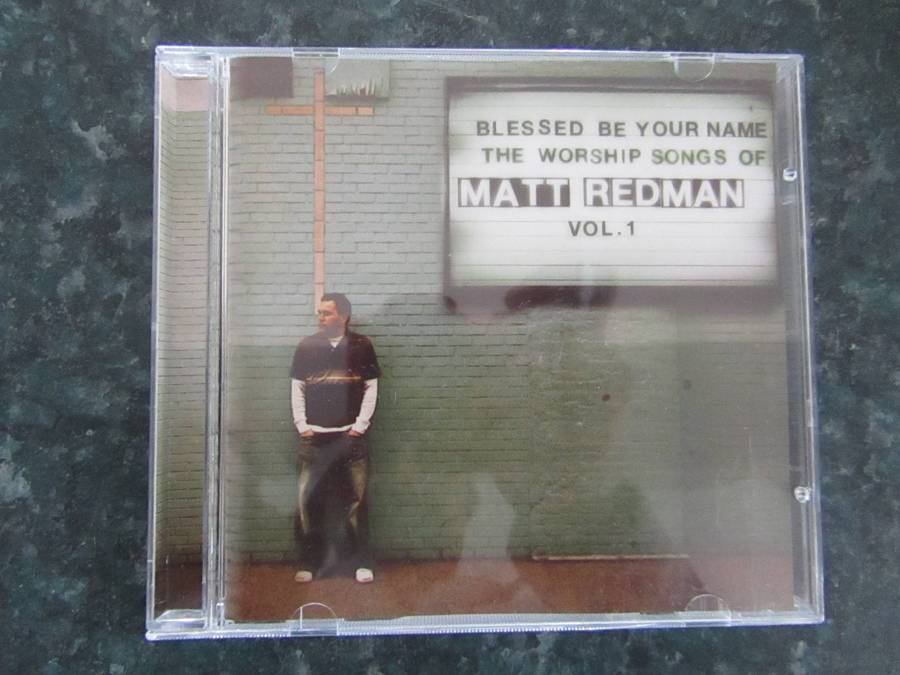 BLESSED BE YOUR NAME
THE WORSHIP SONGS OF
MATT REDMAN
VOL.1